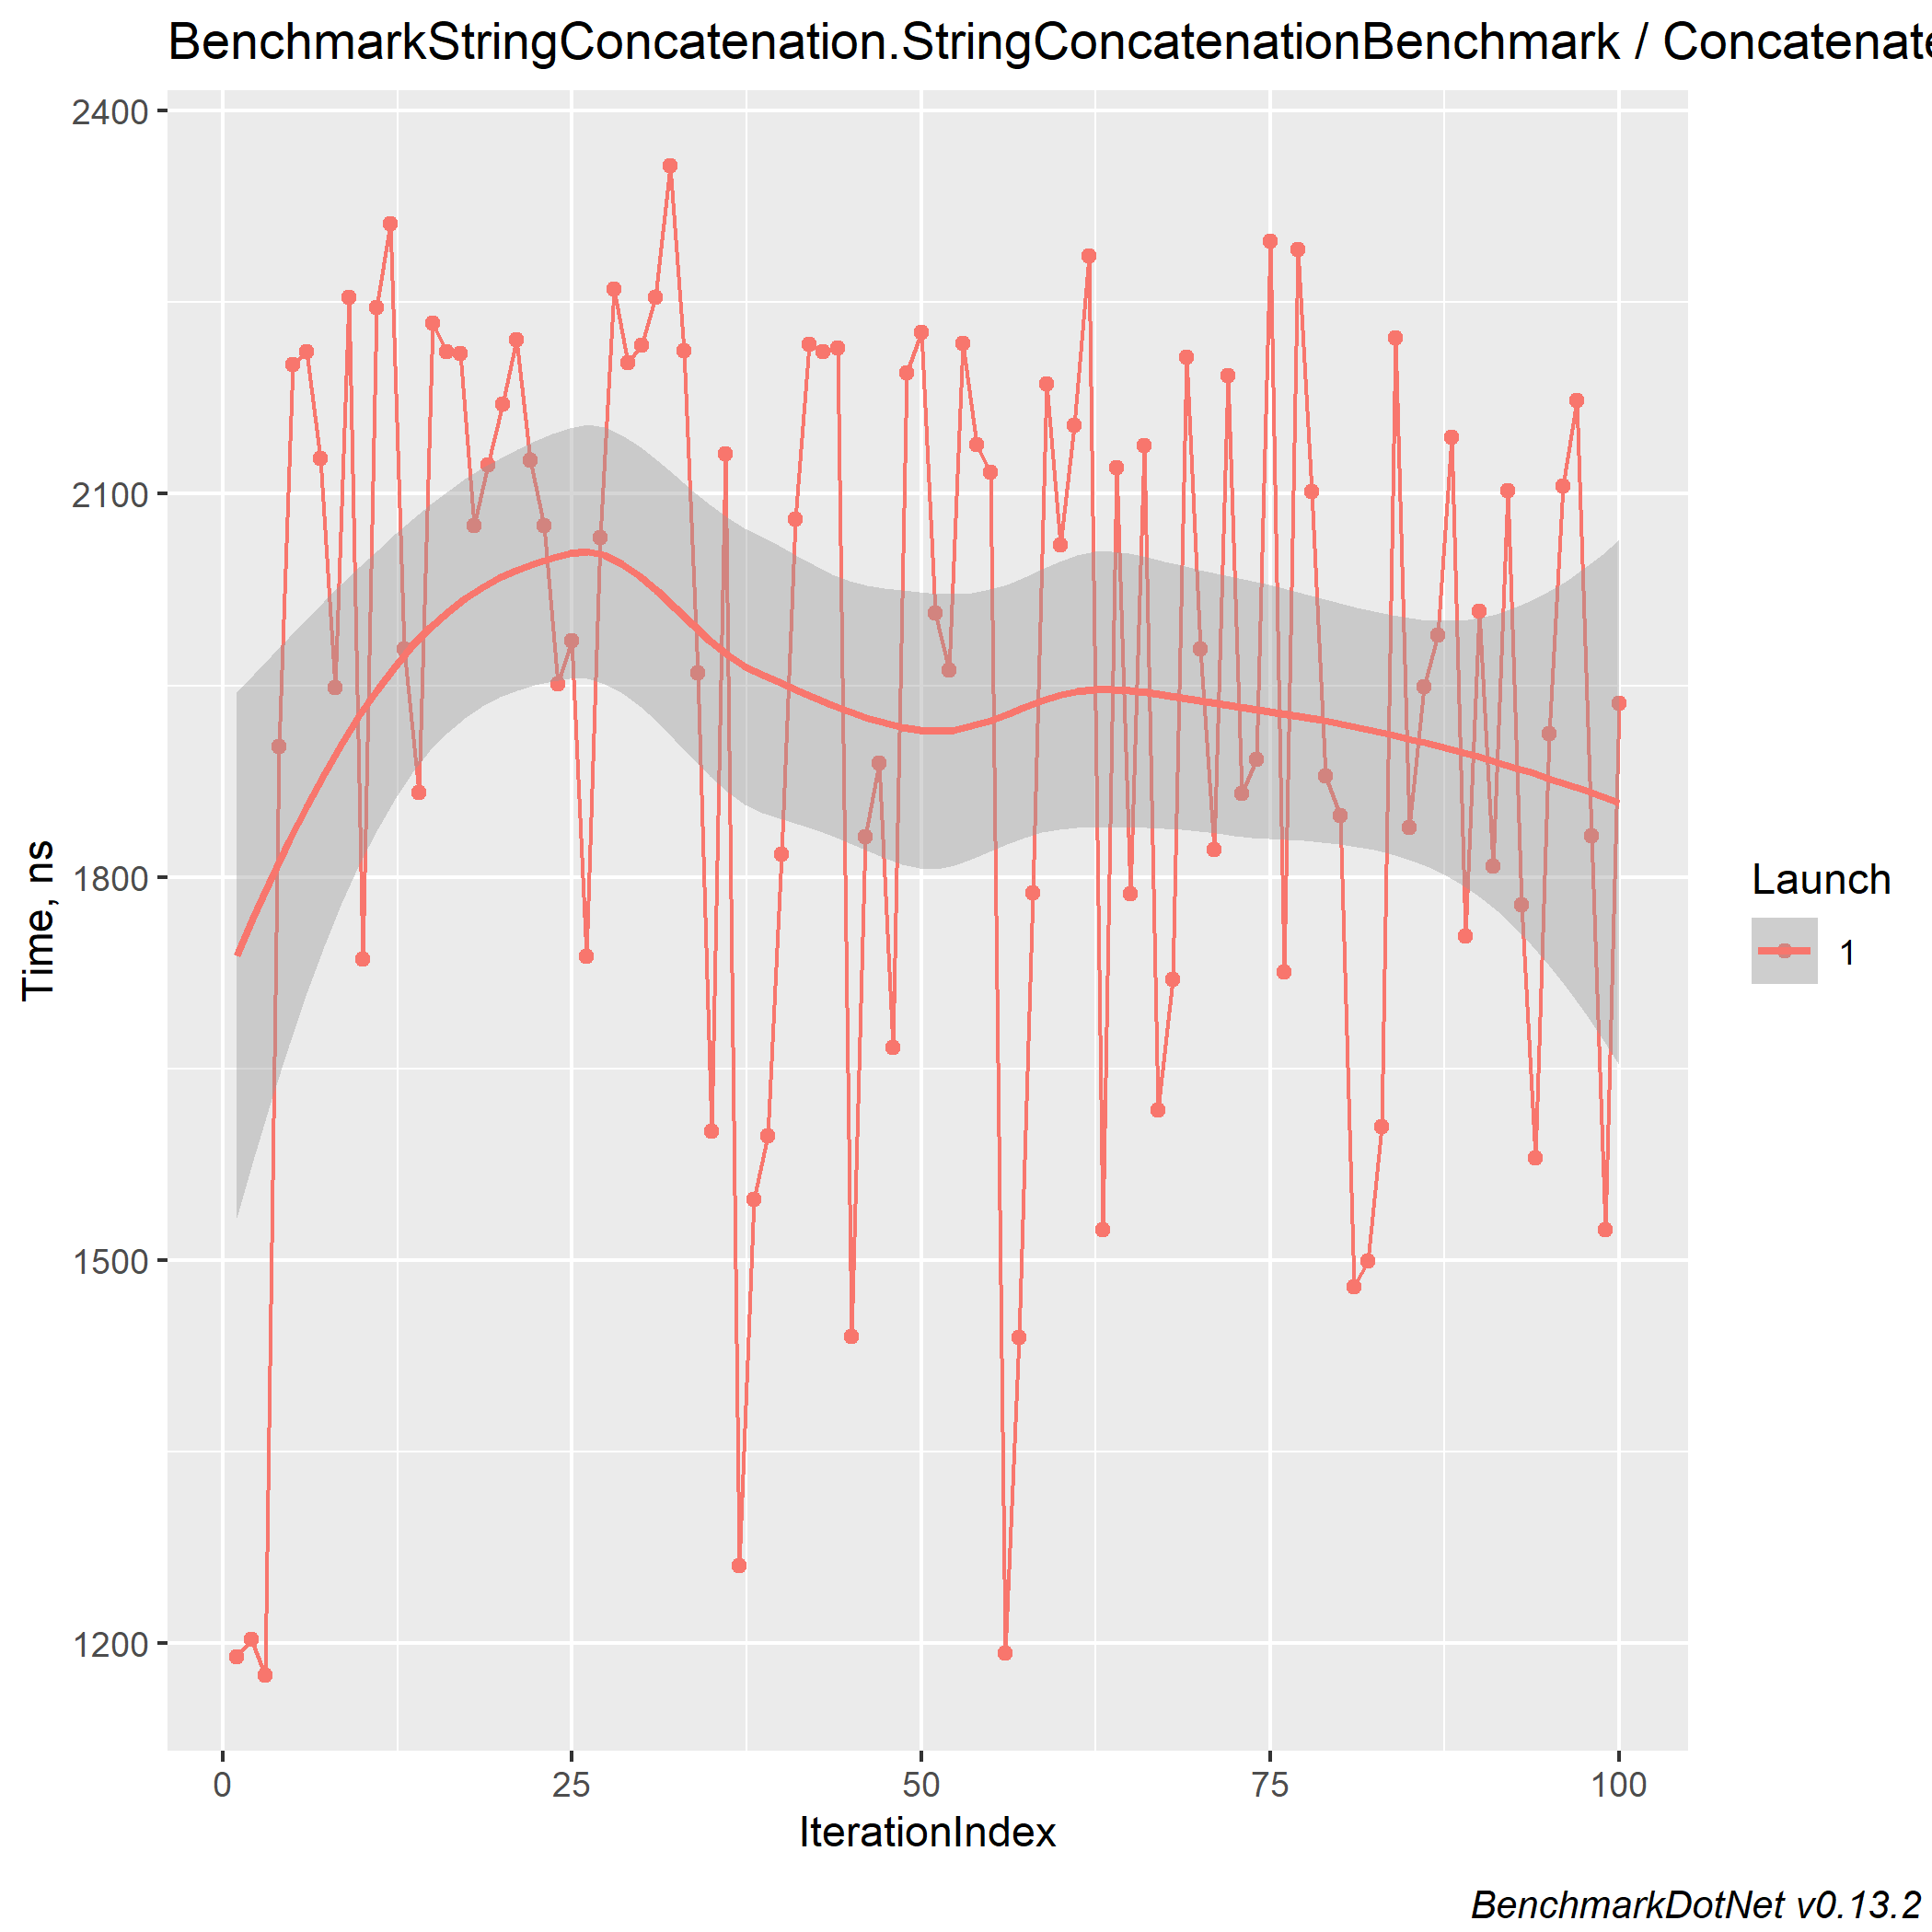 BenchmarkStringConcatenation.StringConcatenationBenchmark / Concatenate
2400
2100
1800
1500
1200
Time, ns
0 25 50 75 100
IterationIndex
Launch
1
BenchmarkDotNet v0.13.2